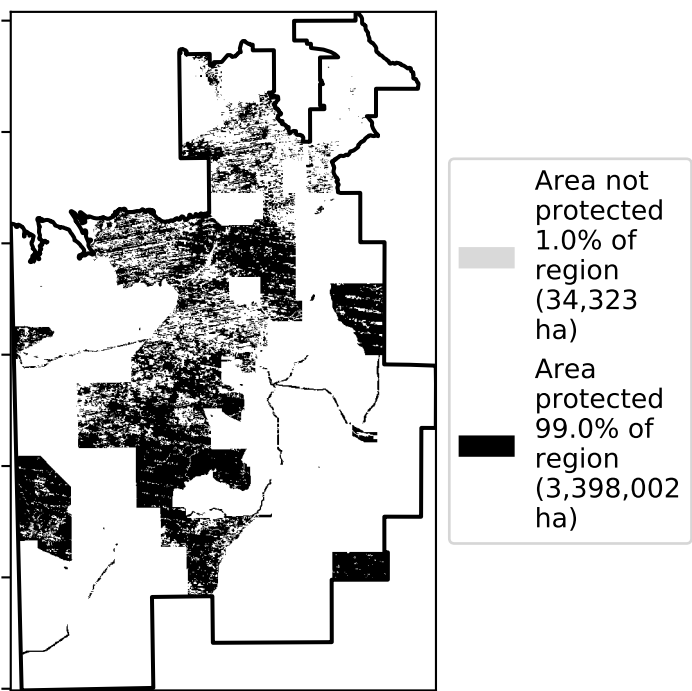 Area not
protected
1.0% of
region
(34,323
ha)
Area
protected
99.0% of
region
(3,398,002
ha)